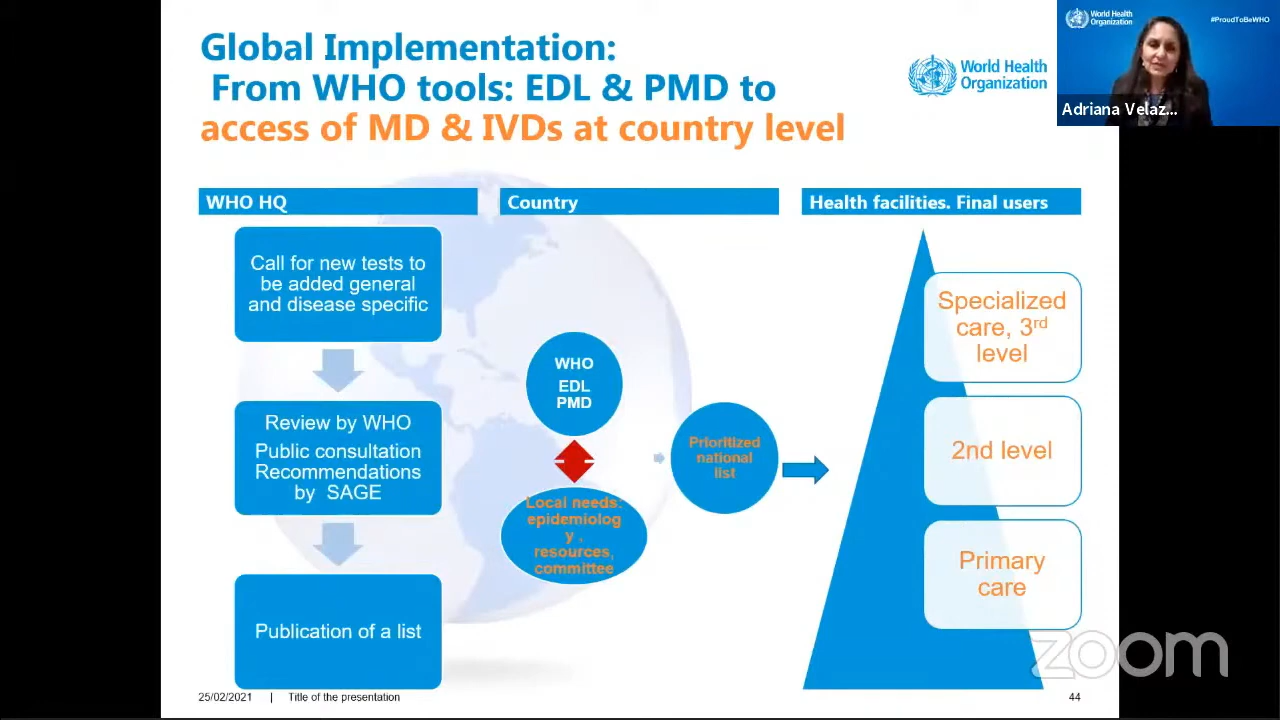 Global Implementation:
From WHO tools: EDL & PMD to
access of MD & IVDs at country level
World Health
Organization
World Health
Organization
#ProudToBeWHO
Adriana Velaz...
WHO HQ
Call for new tests to
be added general
and disease specific
Review by WHO
Public consultation
Recommendations
by SAGE
Publication of a list
Country
WHO
EDL
PMD
Local needs:
epidemiolog
y ,
resources,
committee
Prioritized
national
list
Health facilities. Final users
Specialized
care, 3rd
level
2nd level
Primary
care
25/02/2021 | Title of the presentation
44
zoom